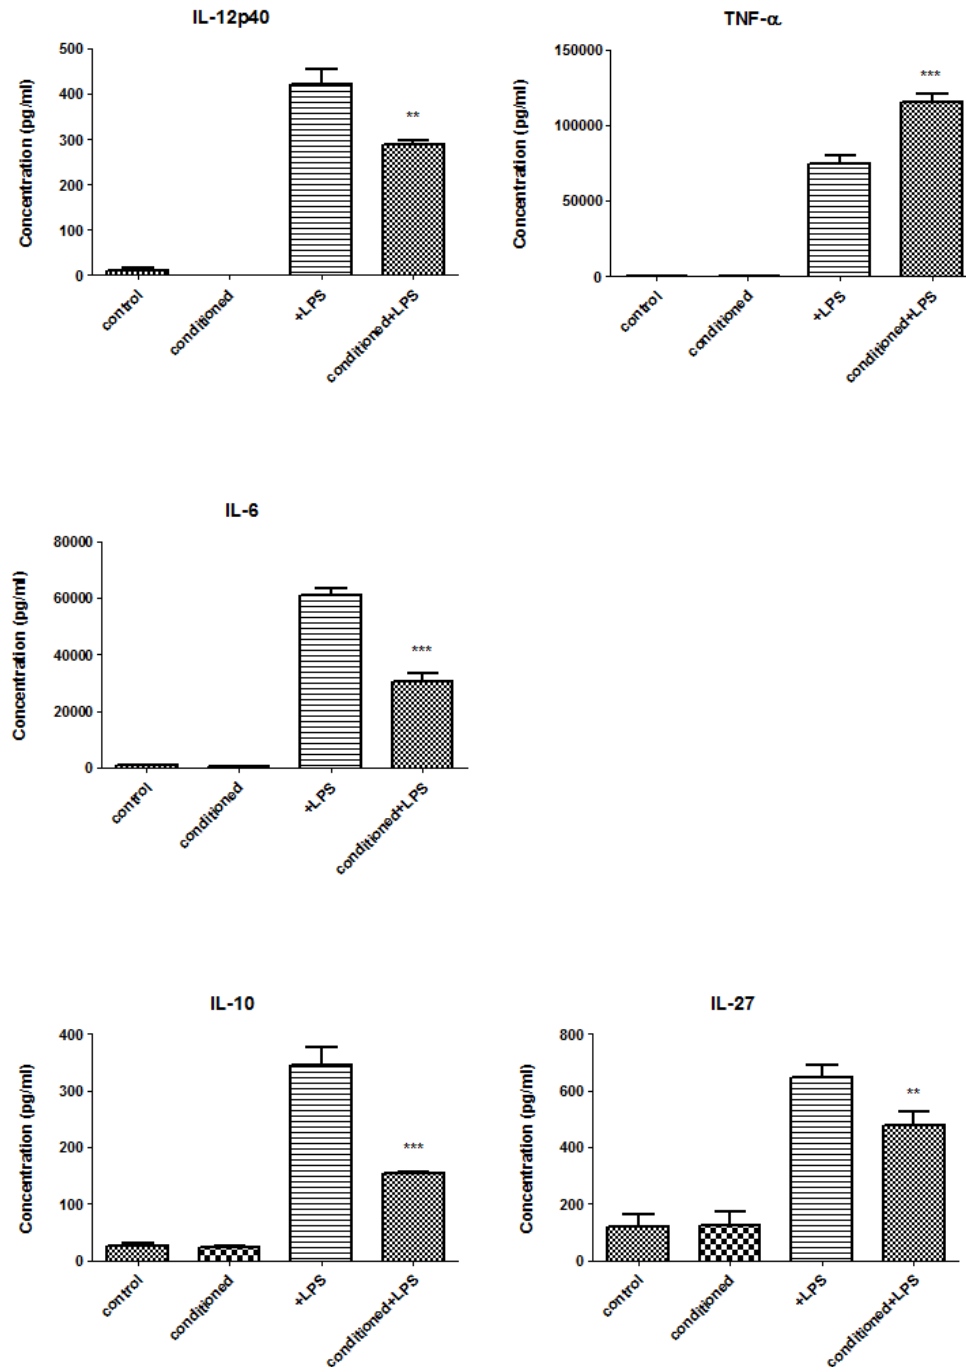 IL-12p40
Concentration (pg/ml)
500
400
300
200
100
0
**
control
conditioned
+LPS
conditioned+LPS
TNF-α
Concentration (pg/ml)
150000
100000
50000
0
***
control
conditioned
+LPS
conditioned+LPS
IL-6
Concentration (pg/ml)
80000
60000
40000
20000
0
***
control
conditioned
+LPS
conditioned+LPS
IL-10
Concentration (pg/ml)
400
300
200
100
0
***
control
conditioned
+LPS
conditioned+LPS
IL-27
Concentration (pg/ml)
800
600
400
200
0
**
control
conditioned
+LPS
conditioned+LPS